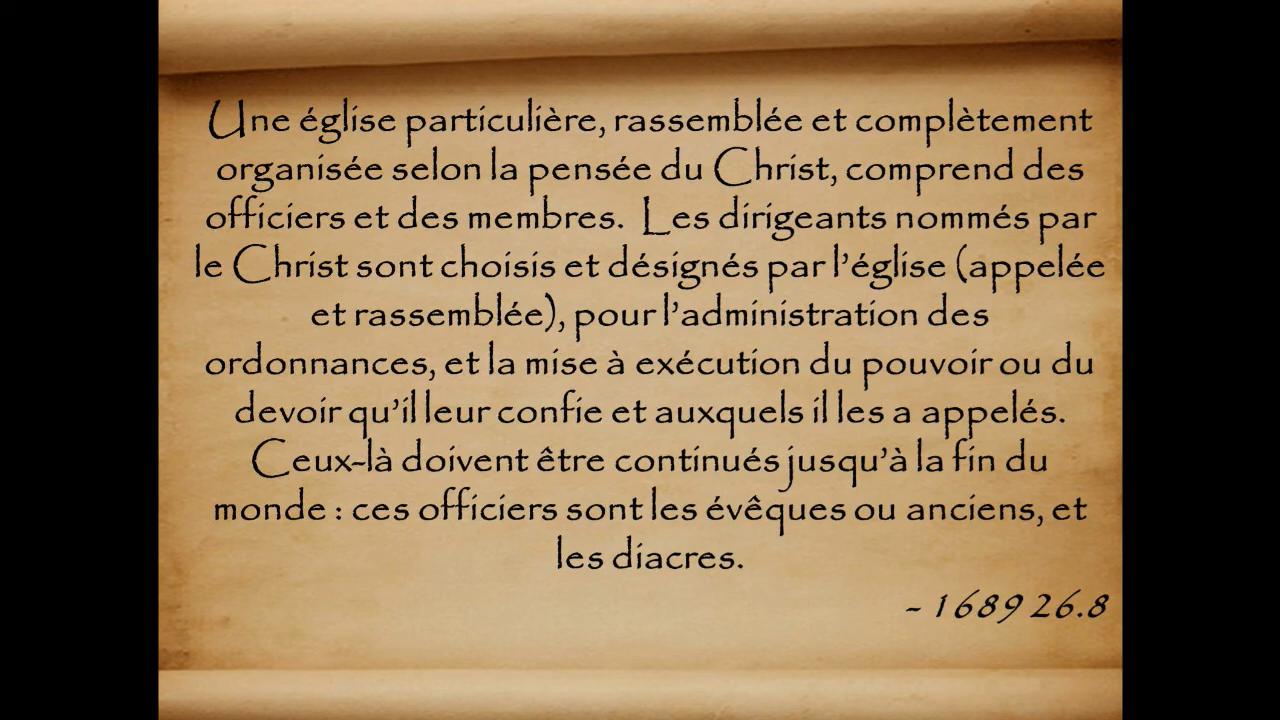 Une église particulière, rassemblée et complètement
organisée selon la pensée du Christ, comprend des
officiers et des membres. Les dirigeants nommés par
le Christ sont choisis et désignés par l'église (appelée
et rassemblée), pour l'administration des
ordonnances, et la mise à exécution du pouvoir ou du
devoir qu'il leur confie et auxquels il les a appelés.
Ceux-là doivent être continués jusqu'à la fin du
monde : ces officiers sont les évêques ou anciens, et
les diacres.
- 1689 26.8